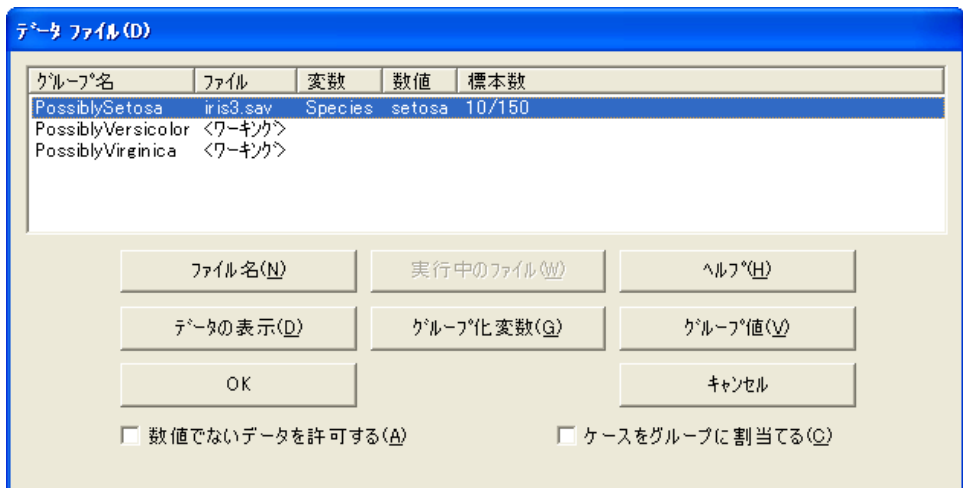 データ ファイル(D)
グループ名 ファイル 変数 数値 標本数
PossiblySetosa iris3.sav Species setosa 10/150
PossiblyVersicolor <ワーキング>
PossiblyVirginica <ワーキング>
ファイル名(N) 実行中のファイル(W) ヘルプ(H)
データの表示(D) グループ化変数(G) グループ値(V)
OK キャンセル
数値でないデータを許可する(A) ケースをグループに割当てる(C)